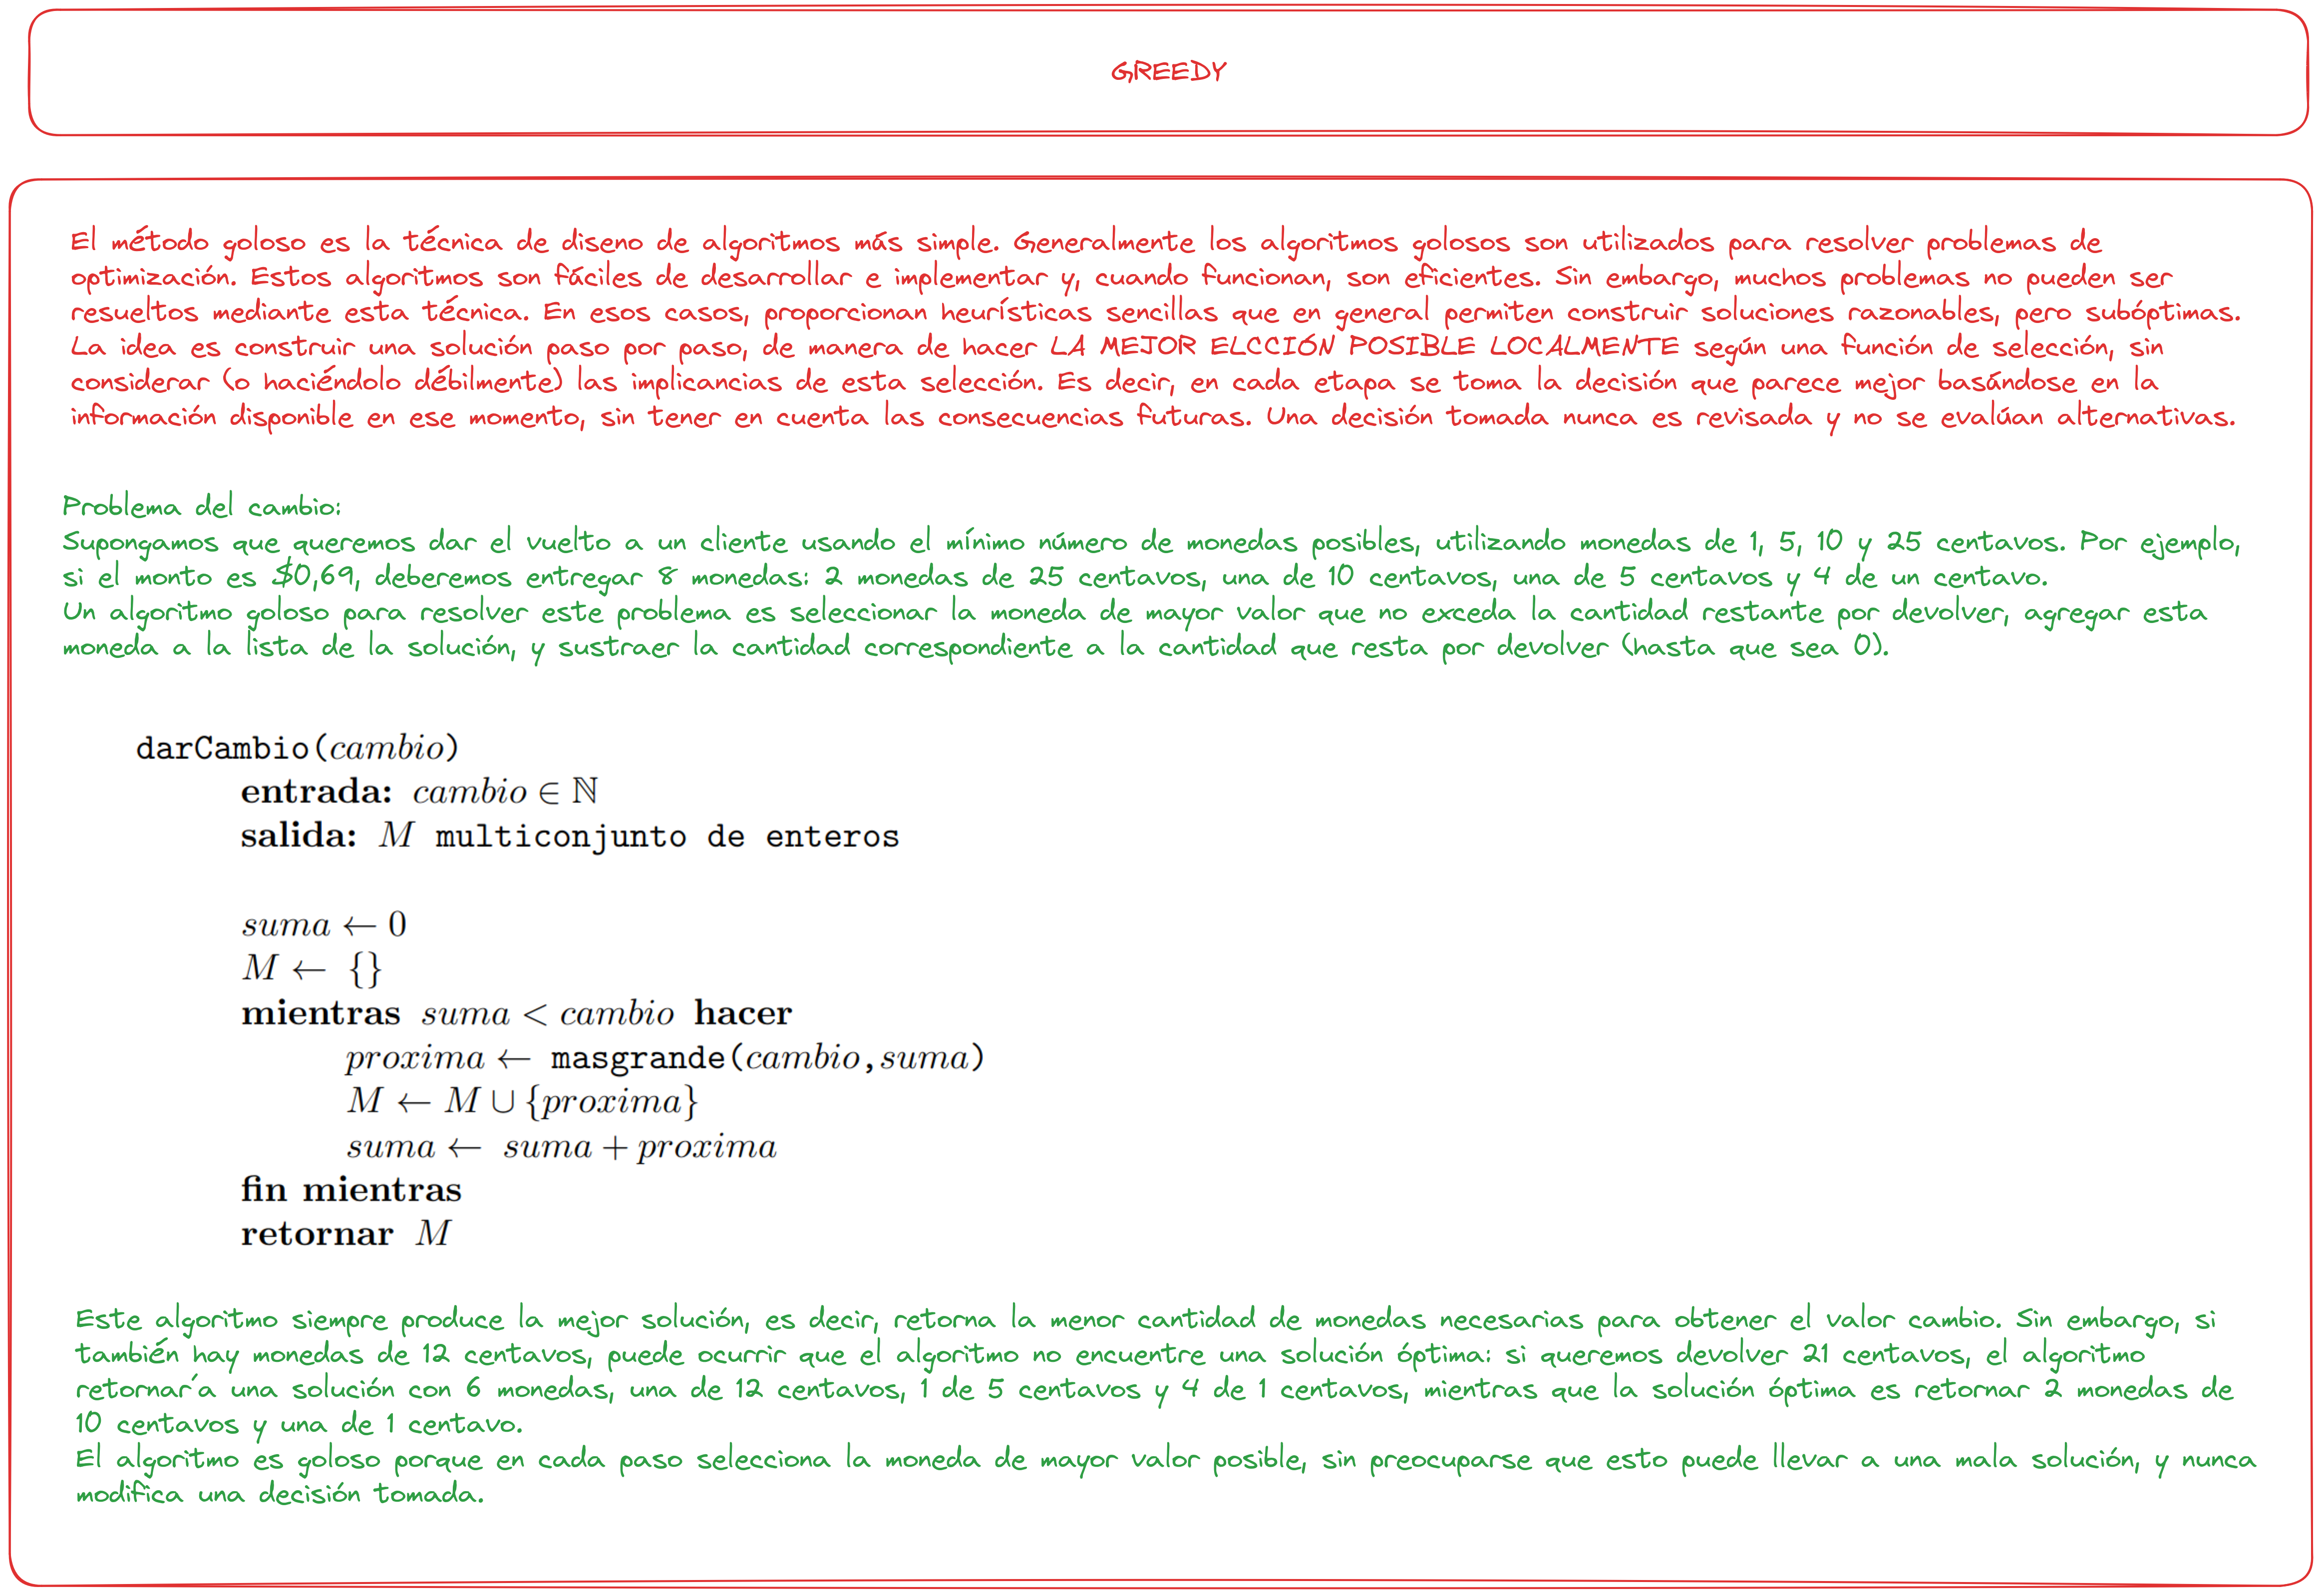 GREEDY
El método goloso es la técnica de diseno de algoritmos más simple. Generalmente los algoritmos golosos son utilizados para resolver problemas de
optimización. Estos algoritmos son fáciles de desarrollar e implementar y, cuando funcionan, son eficientes. Sin embargo, muchos problemas no pueden ser
resueltos mediante esta técnica. En esos casos, proporcionan heurísticas sencillas que en general permiten construir soluciones razonables, pero subóptimas.
La idea es construir una solución paso por paso, de manera de hacer LA MEJOR ELCCIÓN POSIBLE LOCALMENTE según una función de selección, sin
considerar (o haciéndolo débilmente) las implicancias de esta selección. Es decir, en cada etapa se toma la decisión que parece mejor basándose en la
información disponible en ese momento, sin tener en cuenta las consecuencias futuras. Una decisión tomada nunca es revisada y no se evalúan alternativas.
Problema del cambio:
Supongamos que queremos dar el vuelto a un cliente usando el mínimo número de monedas posibles, utilizando monedas de 1, 5, 10 y 25 centavos. Por ejemplo,
si el monto es $0,69, deberemos entregar 8 monedas: 2 monedas de 25 centavos, una de 10 centavos, una de 5 centavos y 4 de un centavo.
Un algoritmo goloso para resolver este problema es seleccionar la moneda de mayor valor que no exceda la cantidad restante por devolver, agregar esta
moneda a la lista de la solución, y sustraer la cantidad correspondiente a la cantidad que resta por devolver (hasta que sea 0).
darCambio(cambio)
entrada: cambio ∈ ℕ
salida: M multiconjunto de enteros
suma ← 0
M ← {}
mientras suma < cambio hacer
proxima ← masgrande(cambio,suma)
M ← M ∪ {proxima}
suma ← suma + proxima
fin mientras
retornar M
Este algoritmo siempre produce la mejor solución, es decir, retorna la menor cantidad de monedas necesarias para obtener el valor cambio. Sin embargo, si
también hay monedas de 12 centavos, puede ocurrir que el algoritmo no encuentre una solución óptima: si queremos devolver 21 centavos, el algoritmo
retornar´a una solución con 6 monedas, una de 12 centavos, 1 de 5 centavos y 4 de 1 centavos, mientras que la solución óptima es retornar 2 monedas de
10 centavos y una de 1 centavo.
El algoritmo es goloso porque en cada paso selecciona la moneda de mayor valor posible, sin preocuparse que esto puede llevar a una mala solución, y nunca
modifica una decisión tomada.